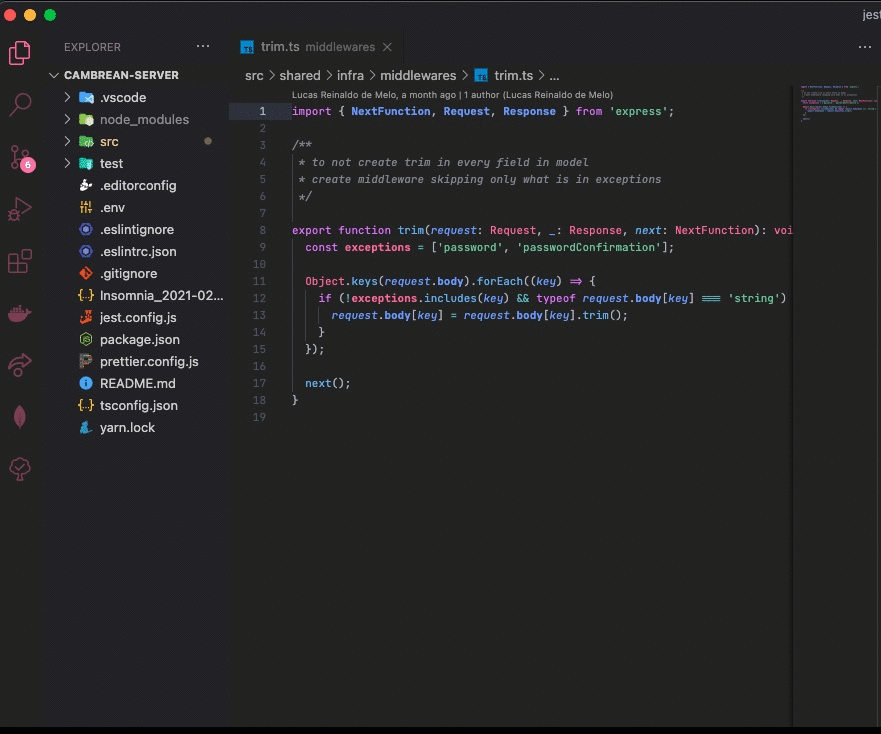 jest
EXPLORER ...
CAMBREAN-SERVER
.vscode
node_modules
src
test
.editorconfig
.env
.eslintignore
.eslintrc.json
.gitignore
Insomnia_2021-02...
jest.config.js
package.json
prettier.config.js
README.md
tsconfig.json
yarn.lock
6
trim.ts middlewares
...
src > shared > infra > middlewares > trim.ts > ...
Lucas Reinaldo de Melo, a month ago | 1 author (Lucas Reinaldo de Melo)
1 import { NextFunction, Request, Response } from 'express';
2
3 /**
4 * to not create trim in every field in model
5 * create middleware skipping only what is in exceptions
6 */
7
8 export function trim(request: Request, _: Response, next: NextFunction): voi
9 const exceptions = ['password', 'passwordConfirmation'];
10
11 Object.keys(request.body).forEach((key) => {
12 if (!exceptions.includes(key) && typeof request.body[key] === 'string')
13 request.body[key] = request.body[key].trim();
14 }
15 });
16
17 next();
18 }
19